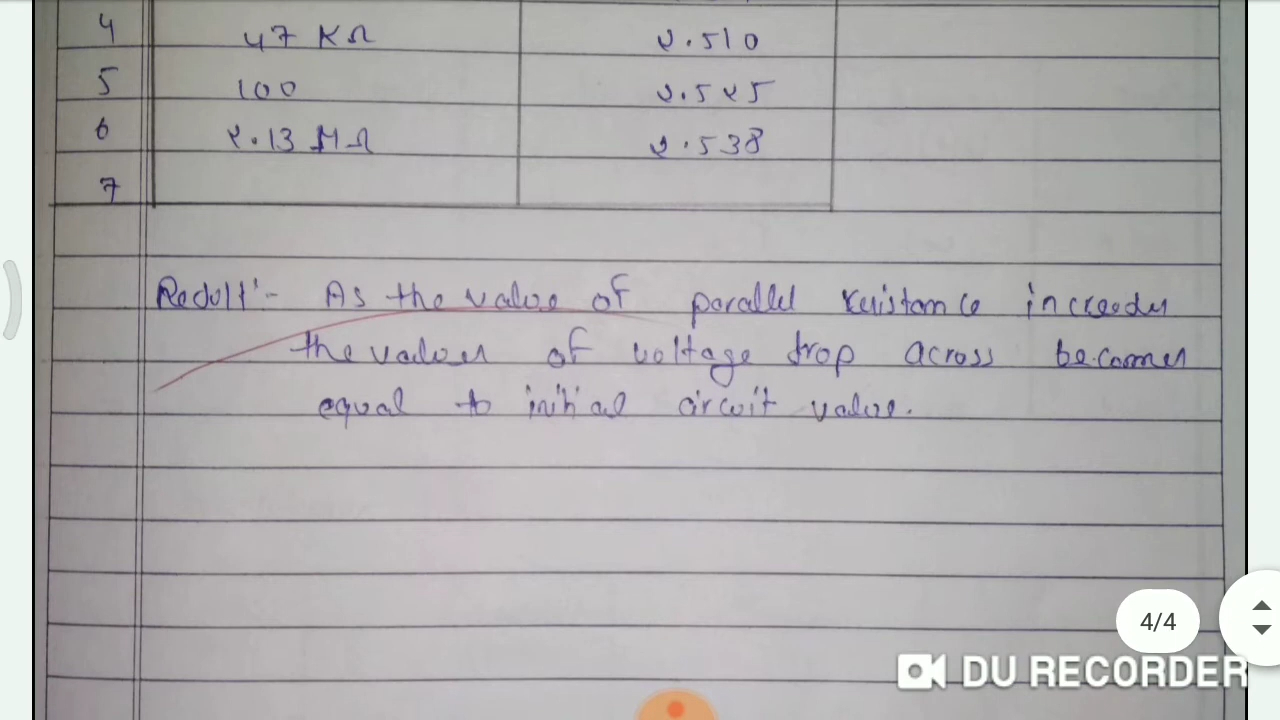 4 47 KΩ 2.510
5 100 2.525
6 2.13 MΩ 2.538
7
Result:- As the value of parallel resistance increases
the values of voltage drop across becomes
equal to initial circuit value.
4/4
DU RECORDER